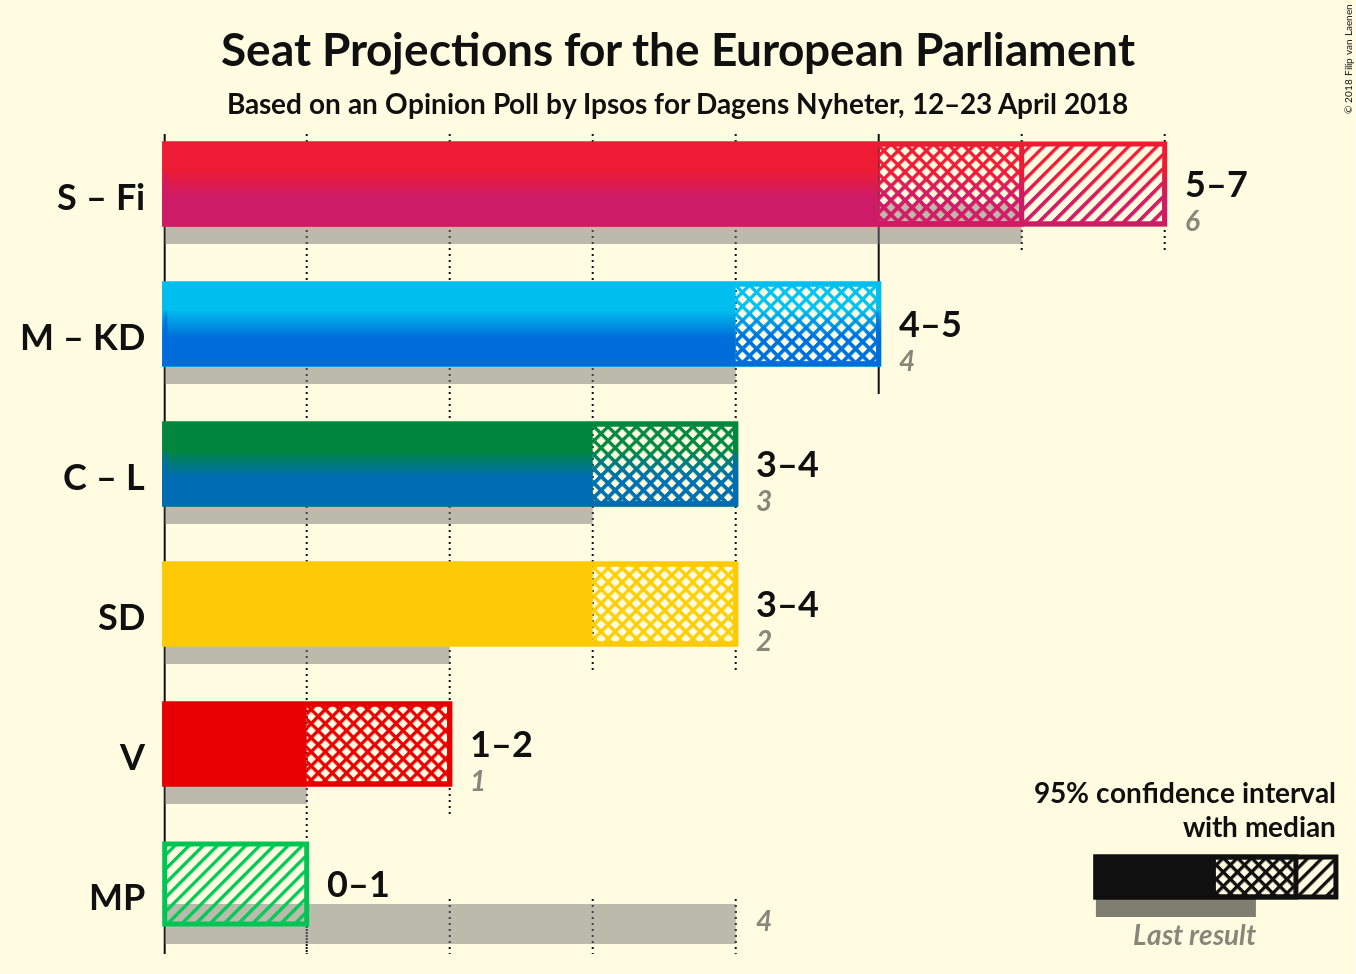 Seat Projections for the European Parliament
Based on an Opinion Poll by Ipsos for Dagens Nyheter, 12–23 April 2018
© 2018 Filip van Laenen
S – Fi
5–7
6
M – KD
4–5
4
C – L
3–4
3
SD
3–4
2
V
1–2
1
MP
0–1
4
95% confidence interval
with median
Last result